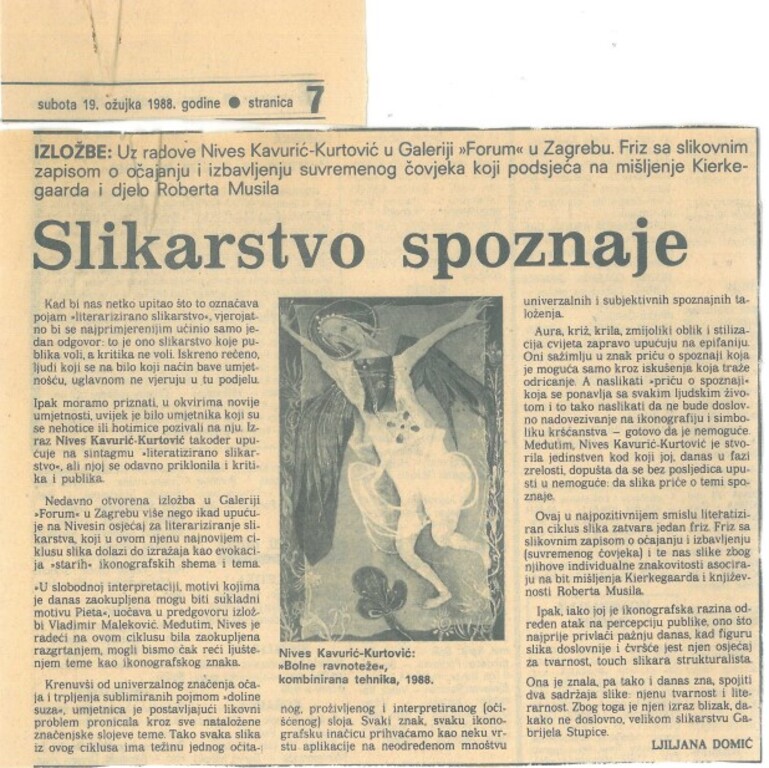 subota 19. ožujka 1988. godine ● stranica 7
IZLOŽBE: Uz radove Nives Kavurić-Kurtović u Galeriji »Forum« u Zagrebu. Friz sa slikovnim
zapisom o očajanju i izbavljenju suvremenog čovjeka koji podsjeća na mišljenje Kierke-
gaarda i djelo Roberta Musila
Slikarstvo spoznaje
Kad bi nas netko upitao što to označava
pojam »literarizirano slikarstvo«, vjerojat-
no bi se najprimjerenijim učinio samo je-
dan odgovor: to je ono slikarstvo koje pu-
blika voli, a kritika ne voli. Iskreno rečeno,
ljudi koji se na bilo koji način bave umjet-
nošću, uglavnom ne vjeruju u tu podjelu.
Ipak moramo priznati, u okvirima novije
umjetnosti, uvijek je bilo umjetnika koji su
se nehotice ili hotimice pozivali na nju. Iz-
raz Nives Kavurić-Kurtović također upu-
ćuje na sintagmu »literatizirano slikar-
stvo«, ali njoj se odavno priklonila i kriti-
ka i publika.
Nedavno otvorena izložba u Galeriji
»Forum« u Zagrebu više nego ikad upuću-
je na Nivesin osjećaj za literariziranje sli-
karstva, koji u ovom njenu najnovijem ci-
klusu slika dolazi do izražaja kao evokaci-
ja »starih« ikonografskih shema i tema.
»U slobodnoj interpretaciji, motivi kojima
je danas zaokupljena mogu biti sukladni
motivu Pieta«, uočava u predgovoru izlož-
bi Vladimir Maleković. Međutim, Nives je
radeći na ovom ciklusu bila zaokupljena
razgrtanjem, mogli bismo čak reći ljušte-
njem teme kao ikonografskog znaka.
Krenuvši od univerzalnog značenja oča-
ja i trpljenja sublimiranih pojmom »doline
suza«, umjetnica je postavljajući likovni
problem pronicala kroz sve nataložene
značenjske slojeve teme. Tako svaka slika
iz ovog ciklusa ima težinu jednog očita-
Nives Kavurić-Kurtović:
»Bolne ravnoteže«,
kombinirana tehnika, 1988.
nog, proživljenog i interpretiranog (oči-
šćenog) sloja. Svaki znak, svaku ikono-
grafsku inačicu prihvaćamo kao neku vr-
stu aplikacije na neodređenom mnoštvu
univerzalnih i subjektivnih spoznajnih ta-
loženja.
Aura, križ, krila, zmijoliki oblik i stiliza-
cija cvijeta zapravo upućuju na epifaniju.
Oni sažimlju u znak priču o spoznaji koja
je moguća samo kroz iskušenja koja traže
odricanje. A naslikati »priču o spoznaji«
koja se ponavlja sa svakim ljudskim živo-
tom i to tako naslikati da ne bude doslov-
no nadovezivanje na ikonografiju i simbo-
liku kršćanstva – gotovo da je nemoguće.
Međutim, Nives Kavurić-Kurtović je stvo-
rila jedinstven kod koji joj, danas u fazi
zrelosti, dopušta da se bez posljedica upu-
sti u nemoguće: da slika priče o temi spo-
znaje.
Ovaj u najpozitivnijem smislu literatizi-
ran ciklus slika zatvara jedan friz. Friz sa
slikovnim zapisom o očajanju i izbavljenju
(suvremenog čovjeka) i te nas slike zbog
njihove individualne znakovitosti asocira-
ju na bit mišljenja Kierkegaarda i književ-
nosti Roberta Musila.
Ipak, iako joj je ikonografska razina od-
ređen atak na percepciju publike, ono što
najprije privlači pažnju danas, kad figuru
slika doslovnije i čvršće jest njen osjećaj
za tvarnost, touch slikara strukturalista.
Ona je znala, pa tako i danas zna, spojiti
dva sadržaja slike: njenu tvarnost i lite-
rarnost. Zbog toga je njen izraz blizak, da-
kako ne doslovno, velikom slikarstvu Ga-
brijela Stupice.
LJILJANA DOMIĆ